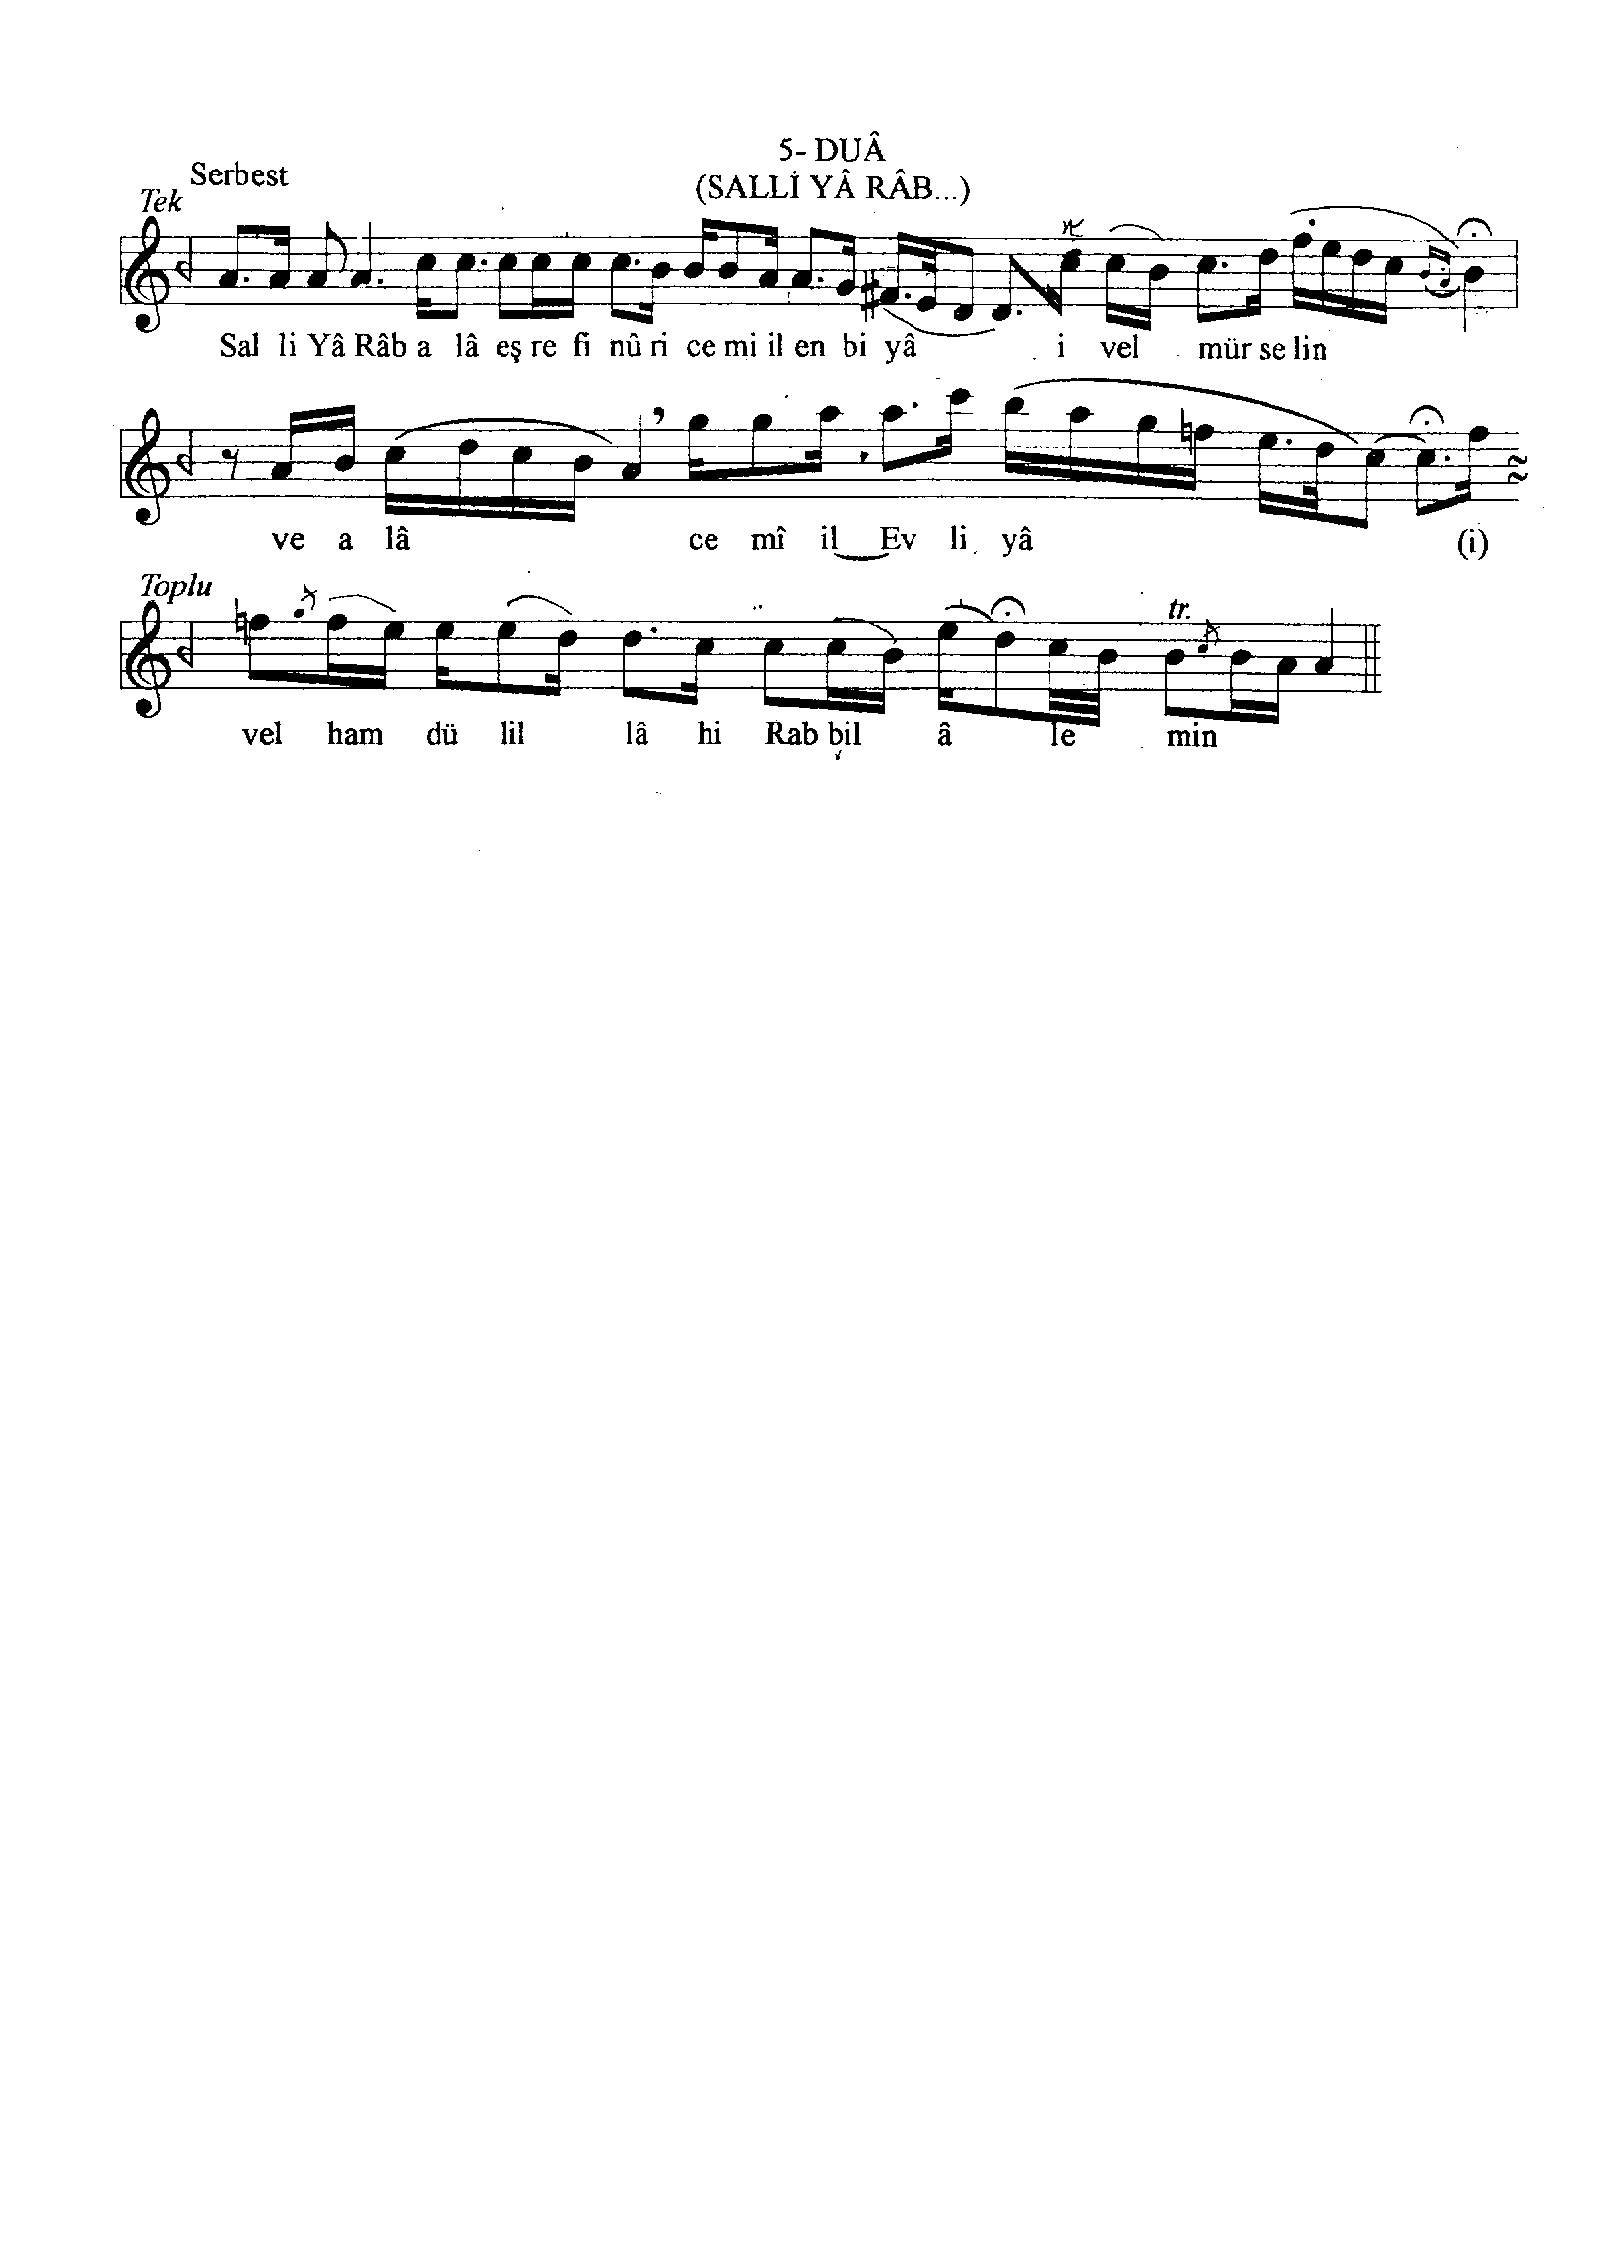 5- DUÂ
Serbest
(SALLİ YÂ RÂB...)
Tek
Sal li Yâ Râb a lâ eş re fi nû ri ce mi il en bi yâ i vel mür se lin
ve a lâ ce mî il Ev li yâ (i)
Toplu
tr.
vel ham dü lil lâ hi Rab bil â le min